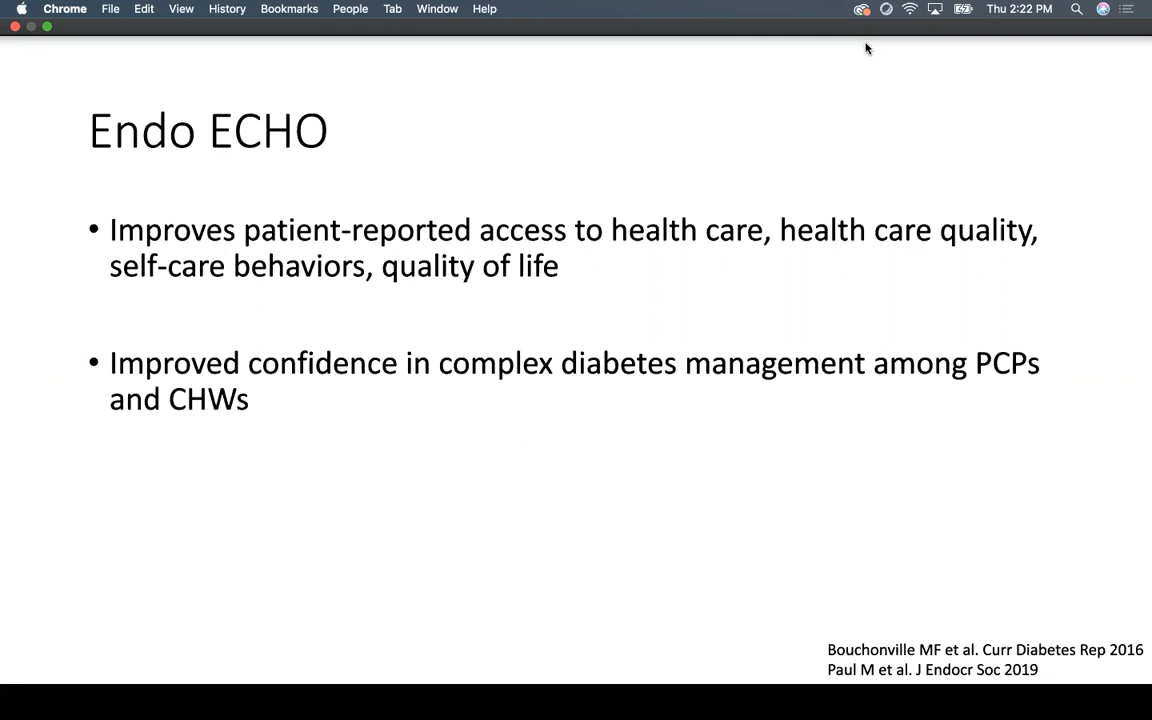 Chrome File Edit View History Bookmarks People Tab Window Help Thu 2:22 PM
Endo ECHO
• Improves patient-reported access to health care, health care quality,
self-care behaviors, quality of life
• Improved confidence in complex diabetes management among PCPs
and CHWs
Bouchonville MF et al. Curr Diabetes Rep 2016
Paul M et al. J Endocr Soc 2019